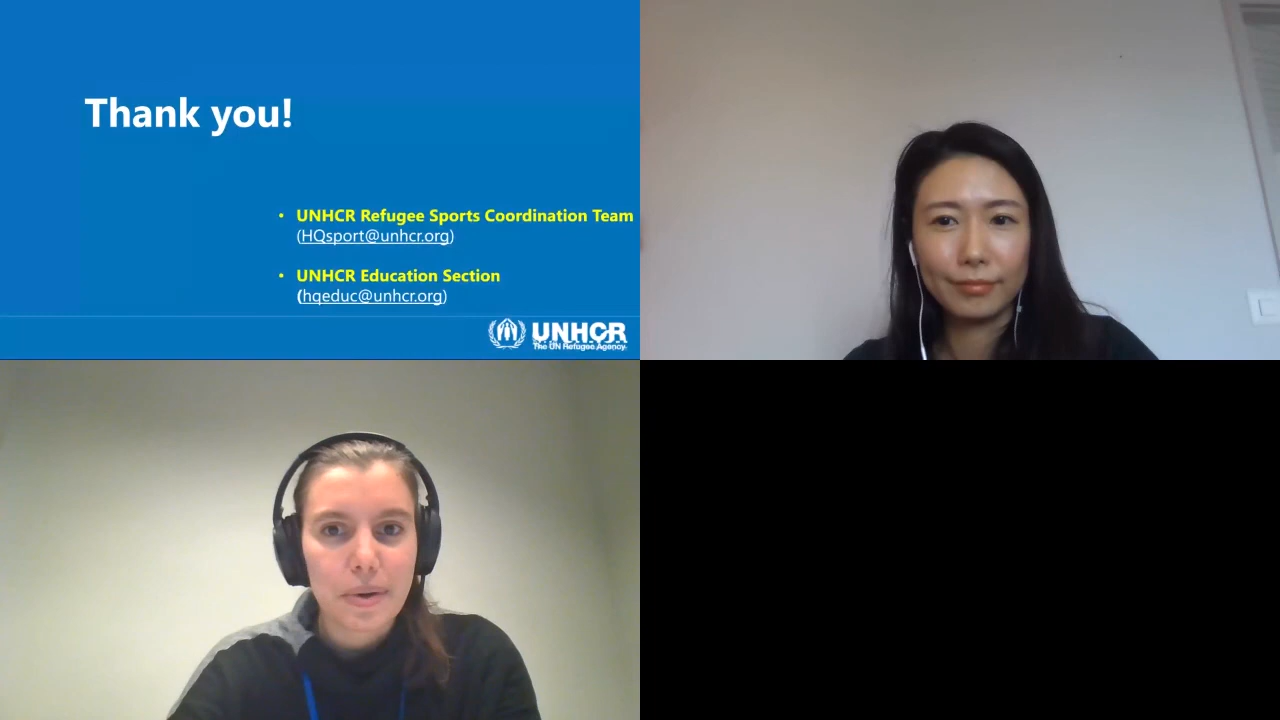 Thank you!
• UNHCR Refugee Sports Coordination Team
(HQsport@unhcr.org)
• UNHCR Education Section
(hqeduc@unhcr.org)
UNHCR
The UN Refugee Agency